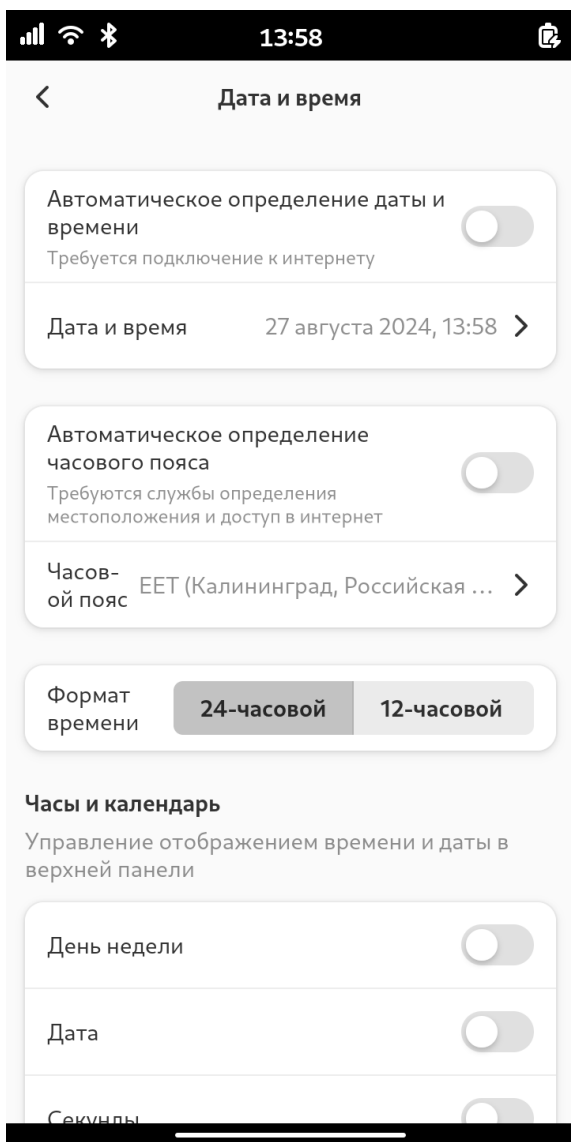 13:58
Дата и время
Автоматическое определение даты и
времени
Требуется подключение к интернету
Дата и время 27 августа 2024, 13:58
Автоматическое определение
часового пояса
Требуются службы определения
местоположения и доступ в интернет
Часов-
ой пояс EET (Калининград, Российская ...
Формат
времени
24-часовой 12-часовой
Часы и календарь
Управление отображением времени и даты в
верхней панели
День недели
Дата
Секунды